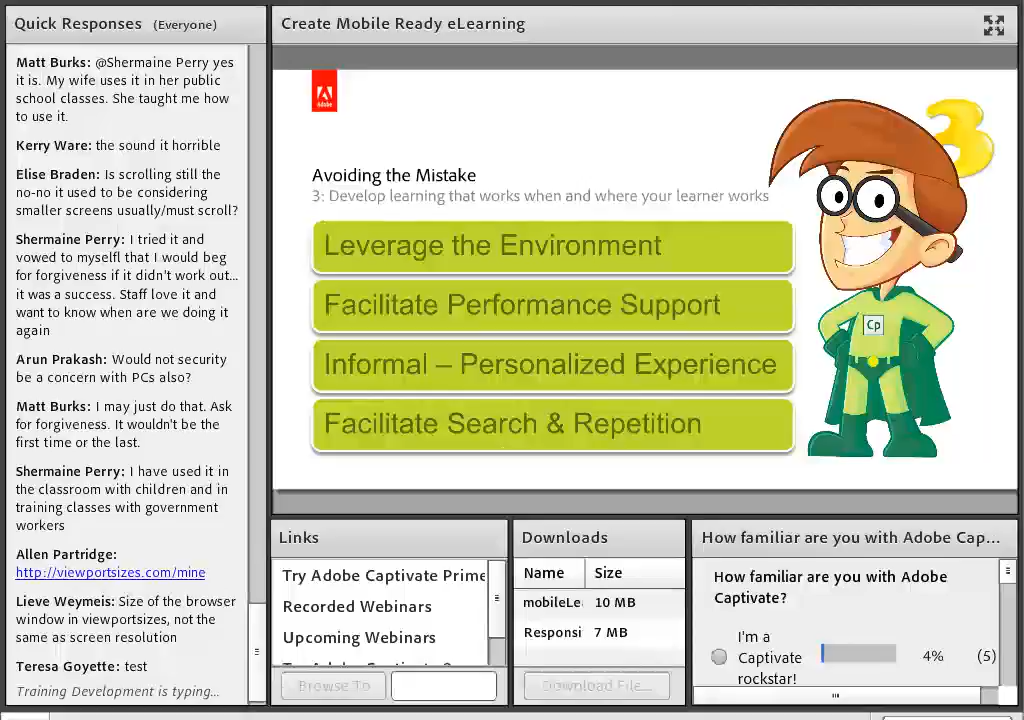 Quick Responses (Everyone)
Matt Burks: @Shermaine Perry yes
it is. My wife uses it in her public
school classes. She taught me how
to use it.
Kerry Ware: the sound it horrible
Elise Braden: Is scrolling still the
no-no it used to be considering
smaller screens usually/must scroll?
Shermaine Perry: I tried it and
vowed to myselfl that I would beg
for forgiveness if it didn't work out...
it was a success. Staff love it and
want to know when are we doing it
again
Arun Prakash: Would not security
be a concern with PCs also?
Matt Burks: I may just do that. Ask
for forgiveness. It wouldn't be the
first time or the last.
Shermaine Perry: I have used it in
the classroom with children and in
training classes with government
workers
Allen Partridge:
http://viewportsizes.com/mine
Lieve Weymeis: Size of the browser
window in viewportsizes, not the
same as screen resolution
Teresa Goyette: test
Training Development is typing...
Create Mobile Ready eLearning
Adobe
3
Avoiding the Mistake
3: Develop learning that works when and where your learner works
Leverage the Environment
Facilitate Performance Support
Informal – Personalized Experience
Facilitate Search & Repetition
Cp
Links
Try Adobe Captivate Prime
Recorded Webinars
Upcoming Webinars
Browse To
Downloads
Name Size
mobileLe 10 MB
Responsi 7 MB
Download File...
How familiar are you with Adobe Cap...
How familiar are you with Adobe
Captivate?
I'm a
Captivate
rockstar!
4% (5)